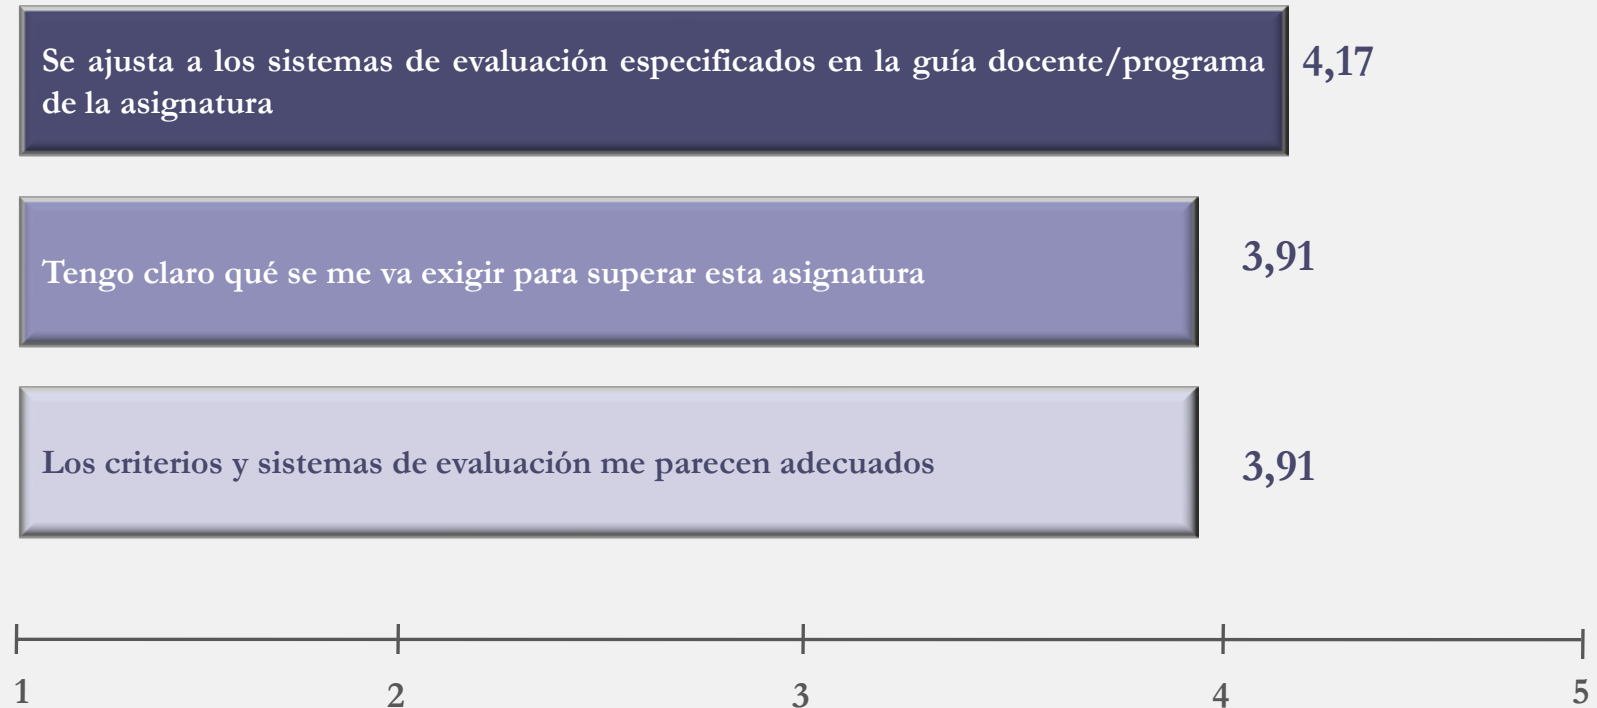 Se ajusta a los sistemas de evaluación especificados en la guía docente/programa
de la asignatura
4,17
Tengo claro qué se me va exigir para superar esta asignatura
3,91
Los criterios y sistemas de evaluación me parecen adecuados
3,91
1 2 3 4 5